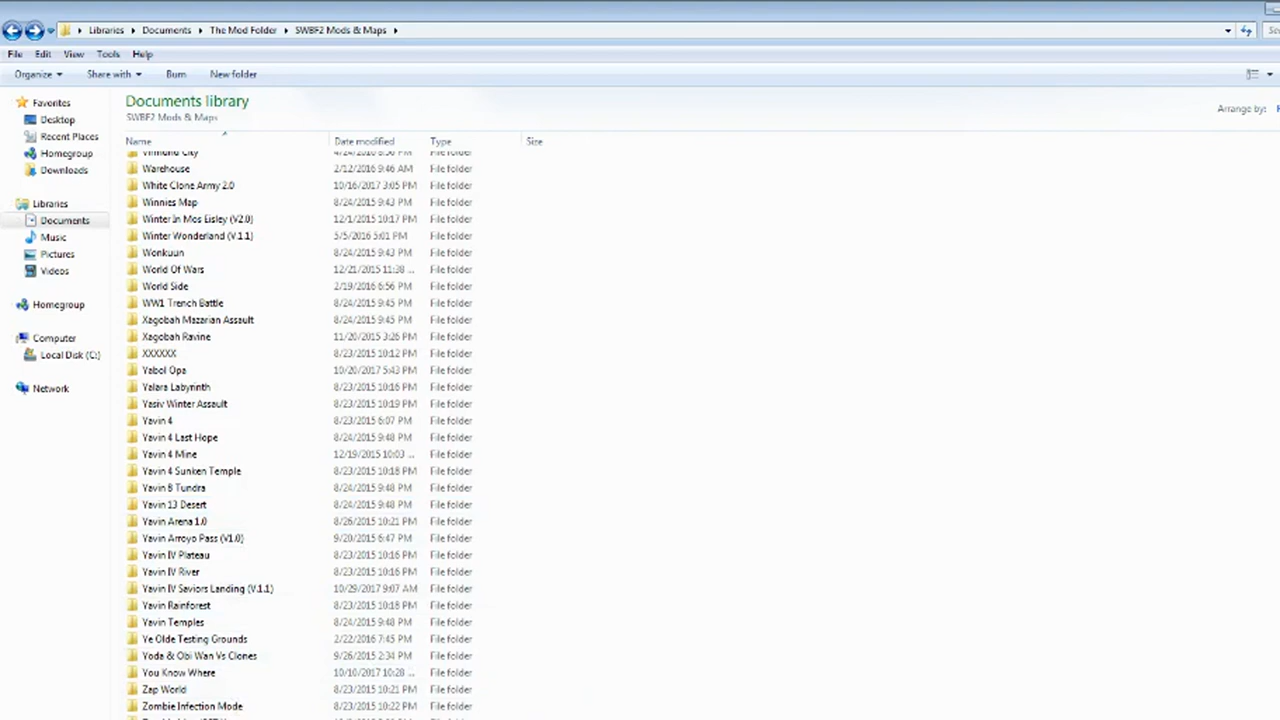 Libraries Documents The Mod Folder SWBF2 Mods & Maps
File Edit View Tools Help
Organize Share with Burn New folder
Favorites
Desktop
Recent Places
Homegroup
Downloads
Libraries
Documents
Music
Pictures
Videos
Homegroup
Computer
Local Disk (C:)
Network
Documents library
SWBF2 Mods & Maps
Arrange by:
Name Date modified Type Size
File folder
Warehouse 2/12/2016 9:46 AM File folder
White Clone Army 2.0 10/16/2017 3:05 PM File folder
Winnies Map 8/24/2015 9:43 PM File folder
Winter In Mos Eisley (V2.0) 12/1/2015 10:17 PM File folder
Winter Wonderland (V.1.1) 5/5/2016 5:01 PM File folder
Wonkuun 8/24/2015 9:43 PM File folder
World Of Wars 12/21/2015 11:38 ... File folder
World Side 2/19/2016 6:56 PM File folder
WW1 Trench Battle 8/24/2015 9:45 PM File folder
Xagobah Mazarian Assault 8/24/2015 9:45 PM File folder
Xagobah Ravine 11/20/2015 3:26 PM File folder
XXXXXX 8/23/2015 10:12 PM File folder
Yabol Opa 10/20/2017 5:43 PM File folder
Yalara Labyrinth 8/23/2015 10:16 PM File folder
Yasiv Winter Assault 8/23/2015 10:19 PM File folder
Yavin 4 8/23/2015 6:07 PM File folder
Yavin 4 Last Hope 8/24/2015 9:48 PM File folder
Yavin 4 Mine 12/19/2015 10:03 ... File folder
Yavin 4 Sunken Temple 8/23/2015 10:18 PM File folder
Yavin 8 Tundra 8/24/2015 9:48 PM File folder
Yavin 13 Desert 8/24/2015 9:48 PM File folder
Yavin Arena 1.0 8/26/2015 10:21 PM File folder
Yavin Arroyo Pass (V1.0) 9/20/2015 6:47 PM File folder
Yavin IV Plateau 8/23/2015 10:16 PM File folder
Yavin IV River 8/23/2015 10:16 PM File folder
Yavin IV Saviors Landing (V.1.1) 10/29/2017 9:07 AM File folder
Yavin Rainforest 8/23/2015 10:18 PM File folder
Yavin Temples 8/24/2015 9:48 PM File folder
Ye Olde Testing Grounds 2/22/2016 7:45 PM File folder
Yoda & Obi Wan Vs Clones 9/26/2015 2:34 PM File folder
You Know Where 10/10/2017 10:28 ... File folder
Zap World 8/23/2015 10:21 PM File folder
Zombie Infection Mode 8/23/2015 10:22 PM File folder